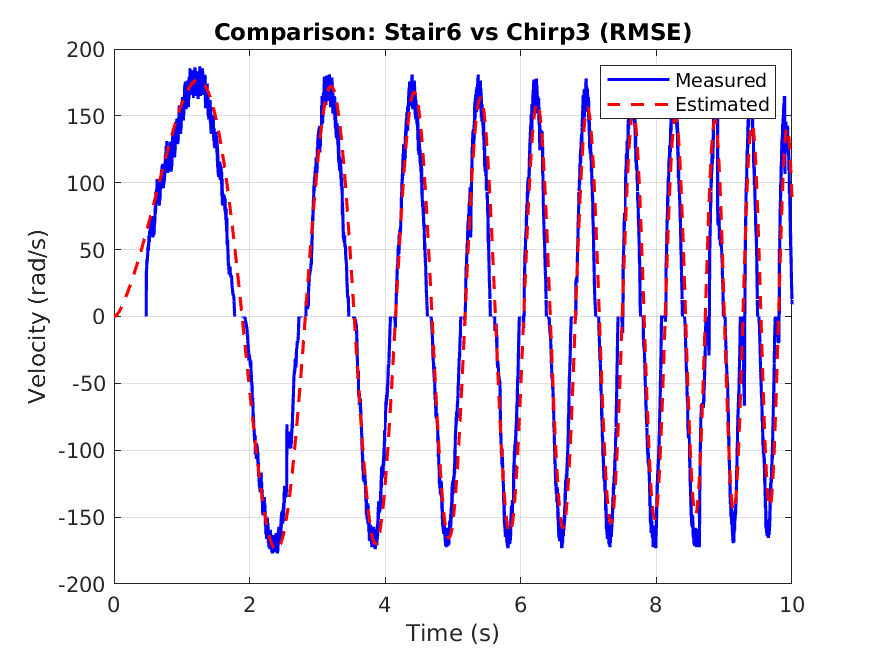 Comparison: Stair6 vs Chirp3 (RMSE)
Measured
Estimated
200
150
100
50
0
-50
-100
-150
-200
Velocity (rad/s)
0 2 4 6 8 10
Time (s)